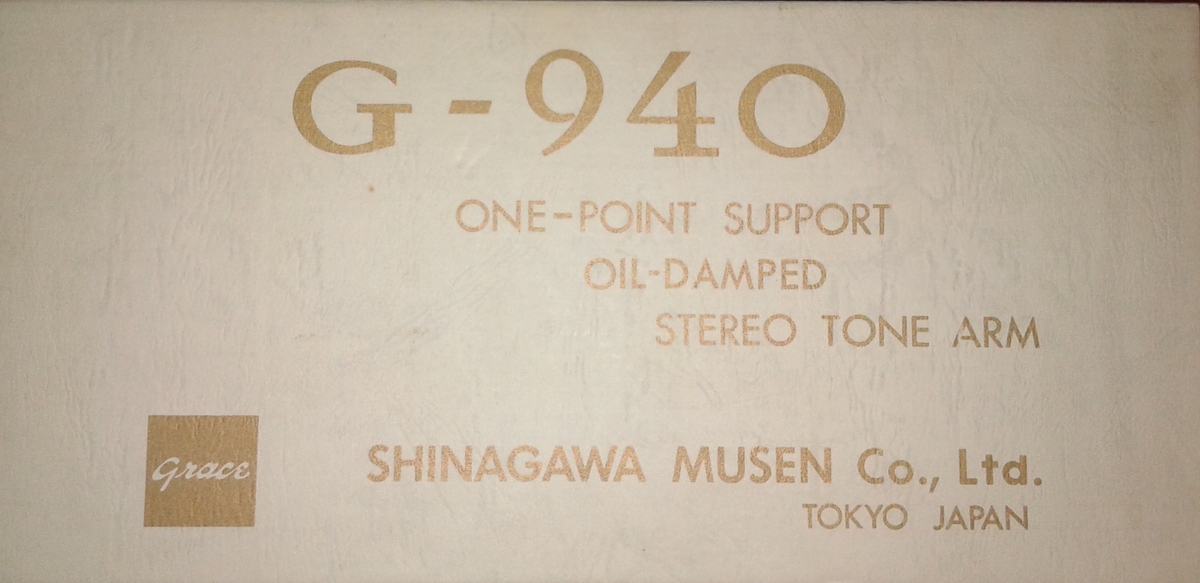 G-940
ONE-POINT SUPPORT
OIL-DAMPED
STEREO TONE ARM
Grace
SHINAGAWA MUSEN Co., Ltd.
TOKYO JAPAN